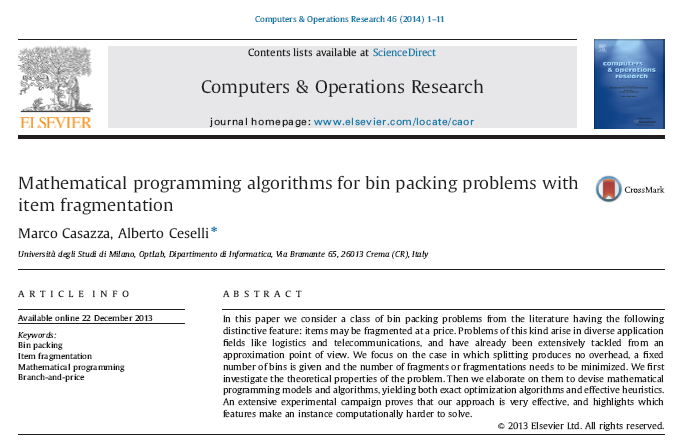 Computers & Operations Research 46 (2014) 1–11
Contents lists available at ScienceDirect
Computers & Operations Research
journal homepage: www.elsevier.com/locate/caor
ELSEVIER
computers
& operations
research
Mathematical programming algorithms for bin packing problems with
item fragmentation
CrossMark
Marco Casazza, Alberto Ceselli*
Università degli Studi di Milano, OptLab, Dipartimento di Informatica, Via Bramante 65, 26013 Crema (CR), Italy
ARTICLE INFO
Available online 22 December 2013
Keywords:
Bin packing
Item fragmentation
Mathematical programming
Branch-and-price
ABSTRACT
In this paper we consider a class of bin packing problems from the literature having the following
distinctive feature: items may be fragmented at a price. Problems of this kind arise in diverse application
fields like logistics and telecommunications, and have already been extensively tackled from an
approximation point of view. We focus on the case in which splitting produces no overhead, a fixed
number of bins is given and the number of fragments or fragmentations needs to be minimized. We first
investigate the theoretical properties of the problem. Then we elaborate on them to devise mathematical
programming models and algorithms, yielding both exact optimization algorithms and effective heuristics.
An extensive experimental campaign proves that our approach is very effective, and highlights which
features make an instance computationally harder to solve.
© 2013 Elsevier Ltd. All rights reserved.